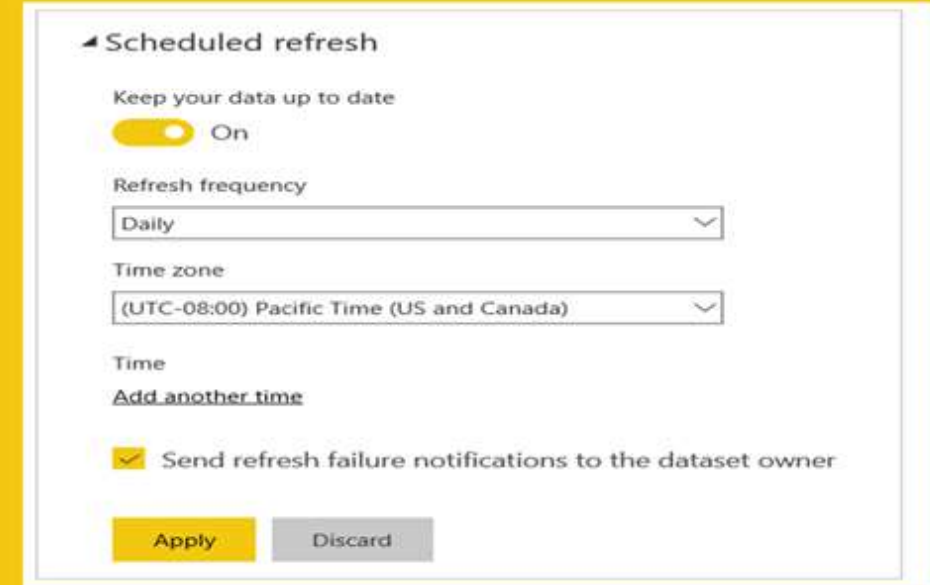 Scheduled refresh
Keep your data up to date
On
Refresh frequency
Daily
Time zone
(UTC-08:00) Pacific Time (US and Canada)
Time
Add another time
Send refresh failure notifications to the dataset owner
Apply Discard